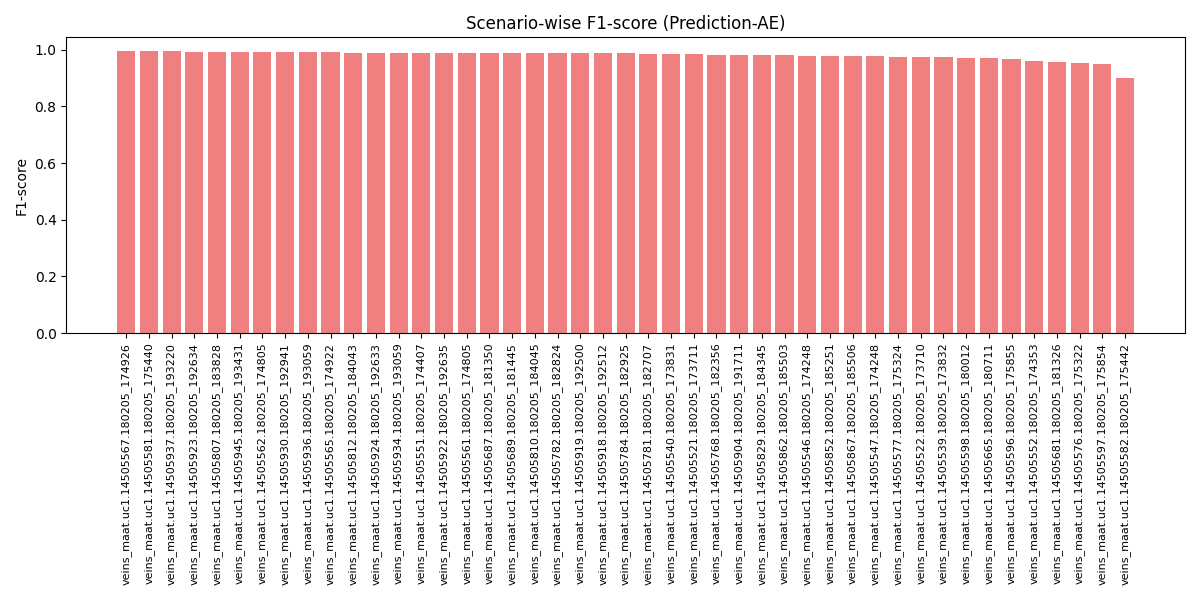 Scenario-wise F1-score (Prediction-AE)
F1-score
1.0
0.8
0.6
0.4
0.2
0.0
veins_maat.uc1.14505567.180205_174926
veins_maat.uc1.14505581.180205_175440
veins_maat.uc1.14505937.180205_193220
veins_maat.uc1.14505923.180205_192634
veins_maat.uc1.14505807.180205_183828
veins_maat.uc1.14505945.180205_193431
veins_maat.uc1.14505562.180205_174805
veins_maat.uc1.14505930.180205_192941
veins_maat.uc1.14505936.180205_193059
veins_maat.uc1.14505565.180205_174922
veins_maat.uc1.14505812.180205_184043
veins_maat.uc1.14505924.180205_192633
veins_maat.uc1.14505934.180205_193059
veins_maat.uc1.14505551.180205_174407
veins_maat.uc1.14505922.180205_192635
veins_maat.uc1.14505561.180205_174805
veins_maat.uc1.14505687.180205_181350
veins_maat.uc1.14505689.180205_181445
veins_maat.uc1.14505810.180205_184045
veins_maat.uc1.14505782.180205_182824
veins_maat.uc1.14505919.180205_192500
veins_maat.uc1.14505918.180205_192512
veins_maat.uc1.14505784.180205_182925
veins_maat.uc1.14505781.180205_182707
veins_maat.uc1.14505540.180205_173831
veins_maat.uc1.14505521.180205_173711
veins_maat.uc1.14505768.180205_182356
veins_maat.uc1.14505904.180205_191711
veins_maat.uc1.14505829.180205_184345
veins_maat.uc1.14505862.180205_185503
veins_maat.uc1.14505546.180205_174248
veins_maat.uc1.14505852.180205_185251
veins_maat.uc1.14505867.180205_185506
veins_maat.uc1.14505547.180205_174248
veins_maat.uc1.14505577.180205_175324
veins_maat.uc1.14505522.180205_173710
veins_maat.uc1.14505539.180205_173832
veins_maat.uc1.14505598.180205_180012
veins_maat.uc1.14505665.180205_180711
veins_maat.uc1.14505596.180205_175855
veins_maat.uc1.14505552.180205_174353
veins_maat.uc1.14505681.180205_181326
veins_maat.uc1.14505576.180205_175322
veins_maat.uc1.14505597.180205_175854
veins_maat.uc1.14505582.180205_175442